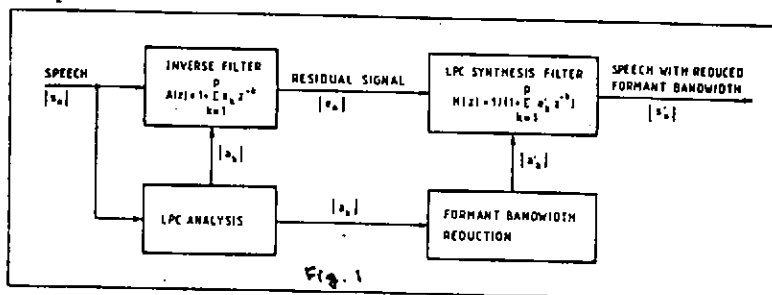 SPEECH
{sₙ}
INVERSE FILTER
p
A(z)=1+ Σ aₖ z⁻ᵏ
k=1
RESIDUAL SIGNAL
{eₙ}
LPC SYNTHESIS FILTER
p
H(z)=1/(1+ Σ a'ₖ z⁻ᵏ)
k=1
SPEECH WITH REDUCED
FORMANT BANDWIDTH
{s'ₙ}
{aₖ}
{a'ₖ}
LPC ANALYSIS
{aₖ}
FORMANT BANDWIDTH
REDUCTION
Fig. 1